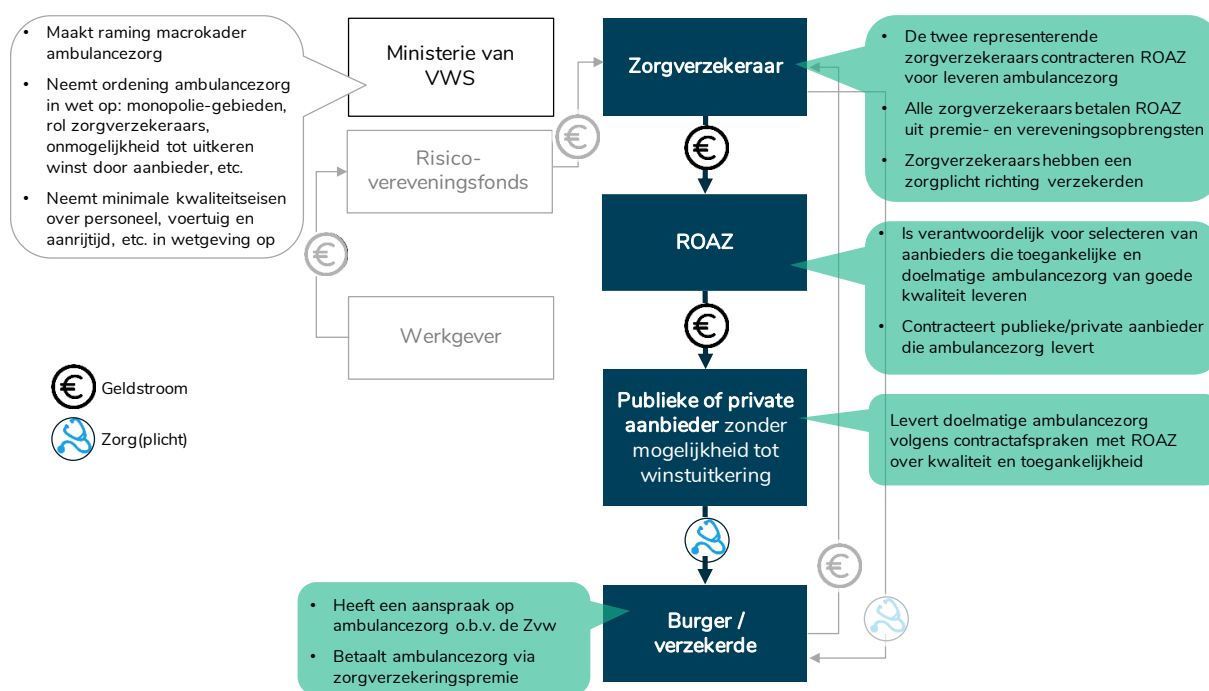 • Maakt raming macrokader
ambulancezorg
• Neemt ordening ambulancezorg
in wet op: monopolie-gebieden,
rol zorgverzekeraars,
onmogelijkheid tot uitkeren
winst door aanbieder, etc.
• Neemt minimale kwaliteitseisen
over personeel, voertuig en
aanrijtijd, etc. in wetgeving op
Ministerie van
VWS
Risico-
vereveningsfonds
Werkgever
Zorgverzekeraar
• De twee representerende
zorgverzekeraars contracteren ROAZ
voor leveren ambulancezorg
• Alle zorgverzekeraars betalen ROAZ
uit premie- en vereveningsopbrengsten
• Zorgverzekeraars hebben een
zorgplicht richting verzekerden
ROAZ
• Is verantwoordelijk voor selecteren van
aanbieders die toegankelijke en
doelmatige ambulancezorg van goede
kwaliteit leveren
• Contracteert publieke/private aanbieder
die ambulancezorg levert
€ Geldstroom
Zorg(plicht)
Publieke of private
aanbieder zonder
mogelijkheid tot
winstuitkering
Levert doelmatige ambulancezorg
volgens contractafspraken met ROAZ
over kwaliteit en toegankelijkheid
• Heeft een aanspraak op
ambulancezorg o.b.v. de Zvw
• Betaalt ambulancezorg via
zorgverzekeringspremie
Burger /
verzekerde
€
€
€
€
€